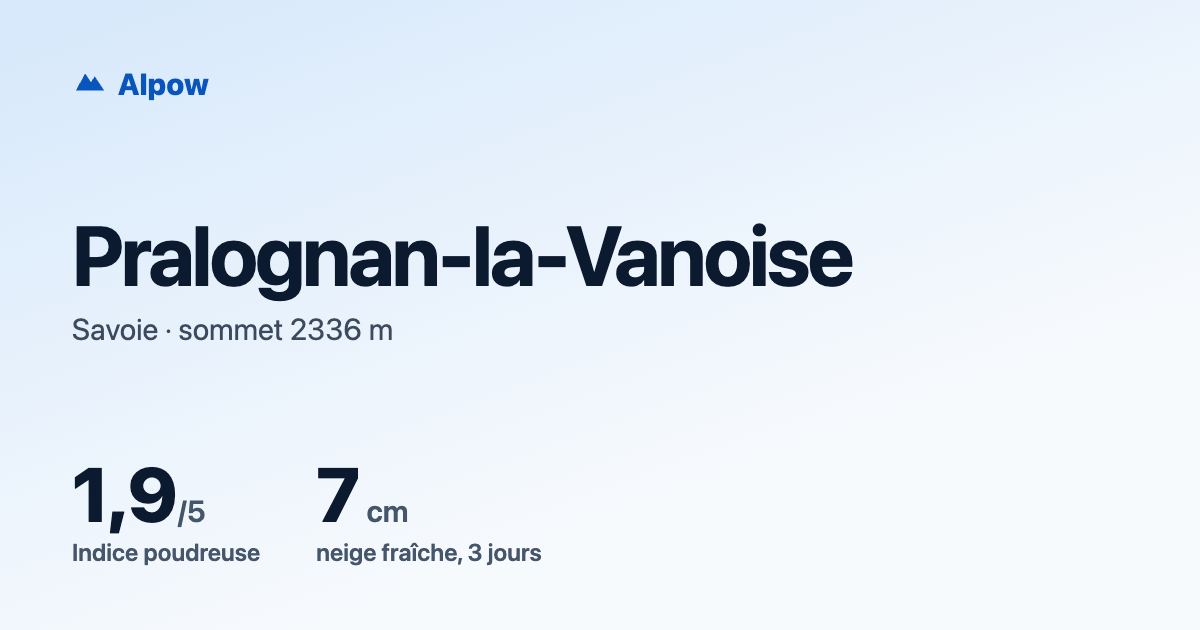 Alpow
Pralognan-la-Vanoise
Savoie · sommet 2336 m
1,9/5
Indice poudreuse
7 cm
neige fraîche, 3 jours